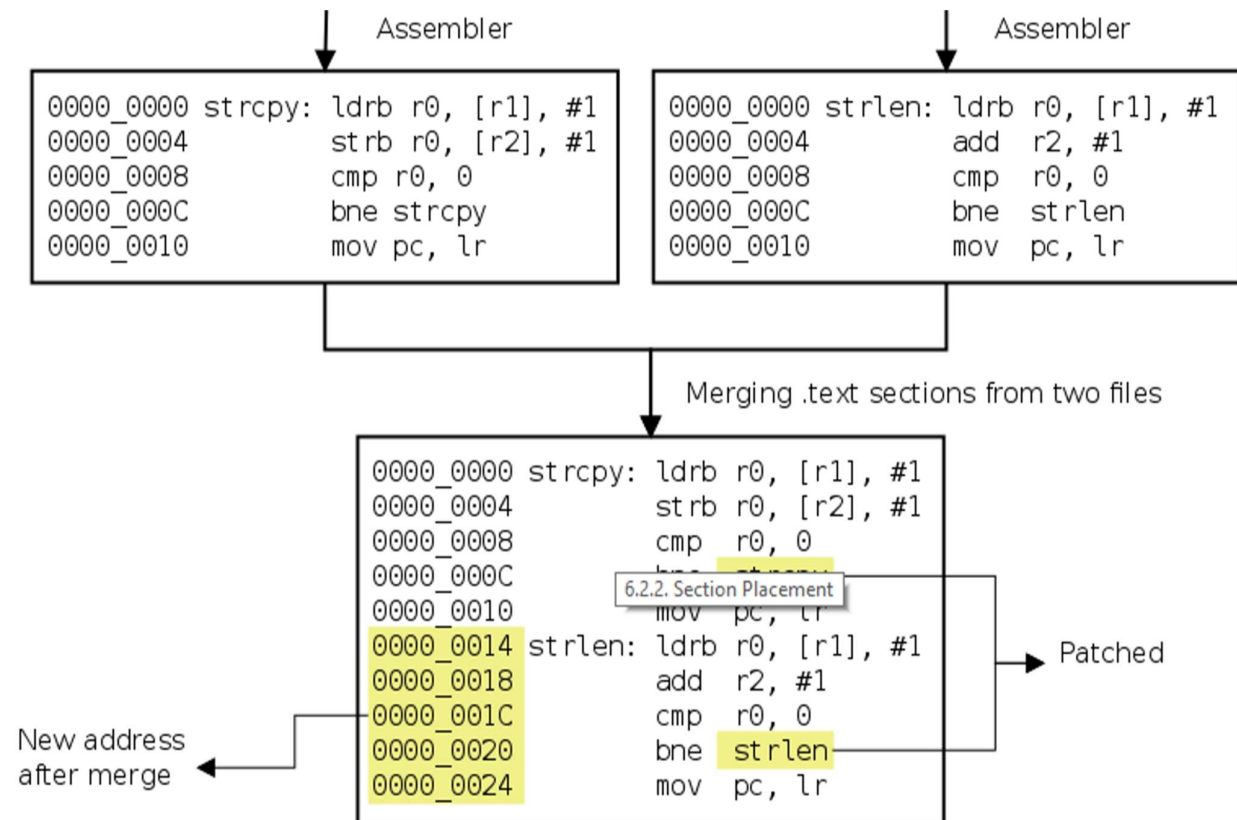 Assembler
Assembler
0000_0000 strcpy: ldrb r0, [r1], #1
0000_0004 strb r0, [r2], #1
0000_0008 cmp r0, 0
0000_000C bne strcpy
0000_0010 mov pc, lr
0000_0000 strlen: ldrb r0, [r1], #1
0000_0004 add r2, #1
0000_0008 cmp r0, 0
0000_000C bne strlen
0000_0010 mov pc, lr
Merging .text sections from two files
0000_0000 strcpy: ldrb r0, [r1], #1
0000_0004 strb r0, [r2], #1
0000_0008 cmp r0, 0
0000_000C
6.2.2. Section Placement
0000_0010 mov pc, lr
0000_0014 strlen: ldrb r0, [r1], #1
0000_0018 add r2, #1
0000_001C cmp r0, 0
0000_0020 bne strlen
0000_0024 mov pc, lr
Patched
New address
after merge